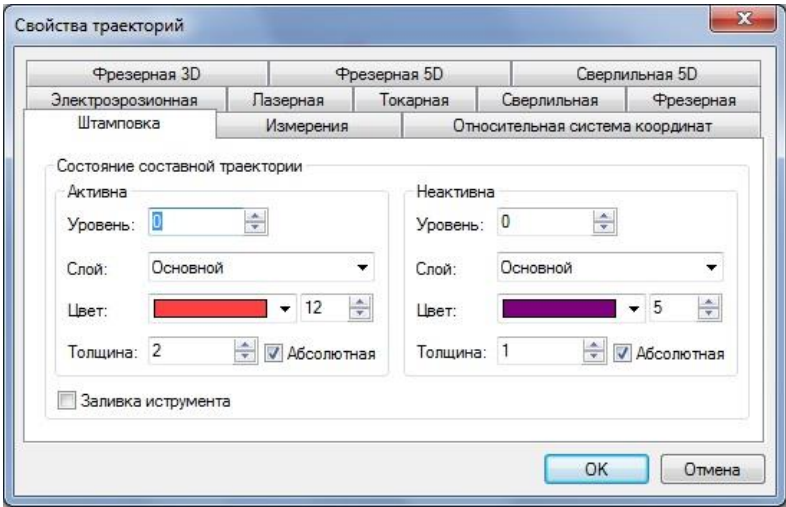 Свойства траекторий
Фрезерная 3D Фрезерная 5D Сверлильная 5D
Электроэрозионная Лазерная Токарная Сверлильная Фрезерная
Штамповка Измерения Относительная система координат
Состояние составной траектории
Активна Неактивна
Уровень: 0 Уровень: 0
Слой: Основной Слой: Основной
Цвет: 12 Цвет: 5
Толщина: 2 Абсолютная Толщина: 1 Абсолютная
Заливка иструмента
OK Отмена